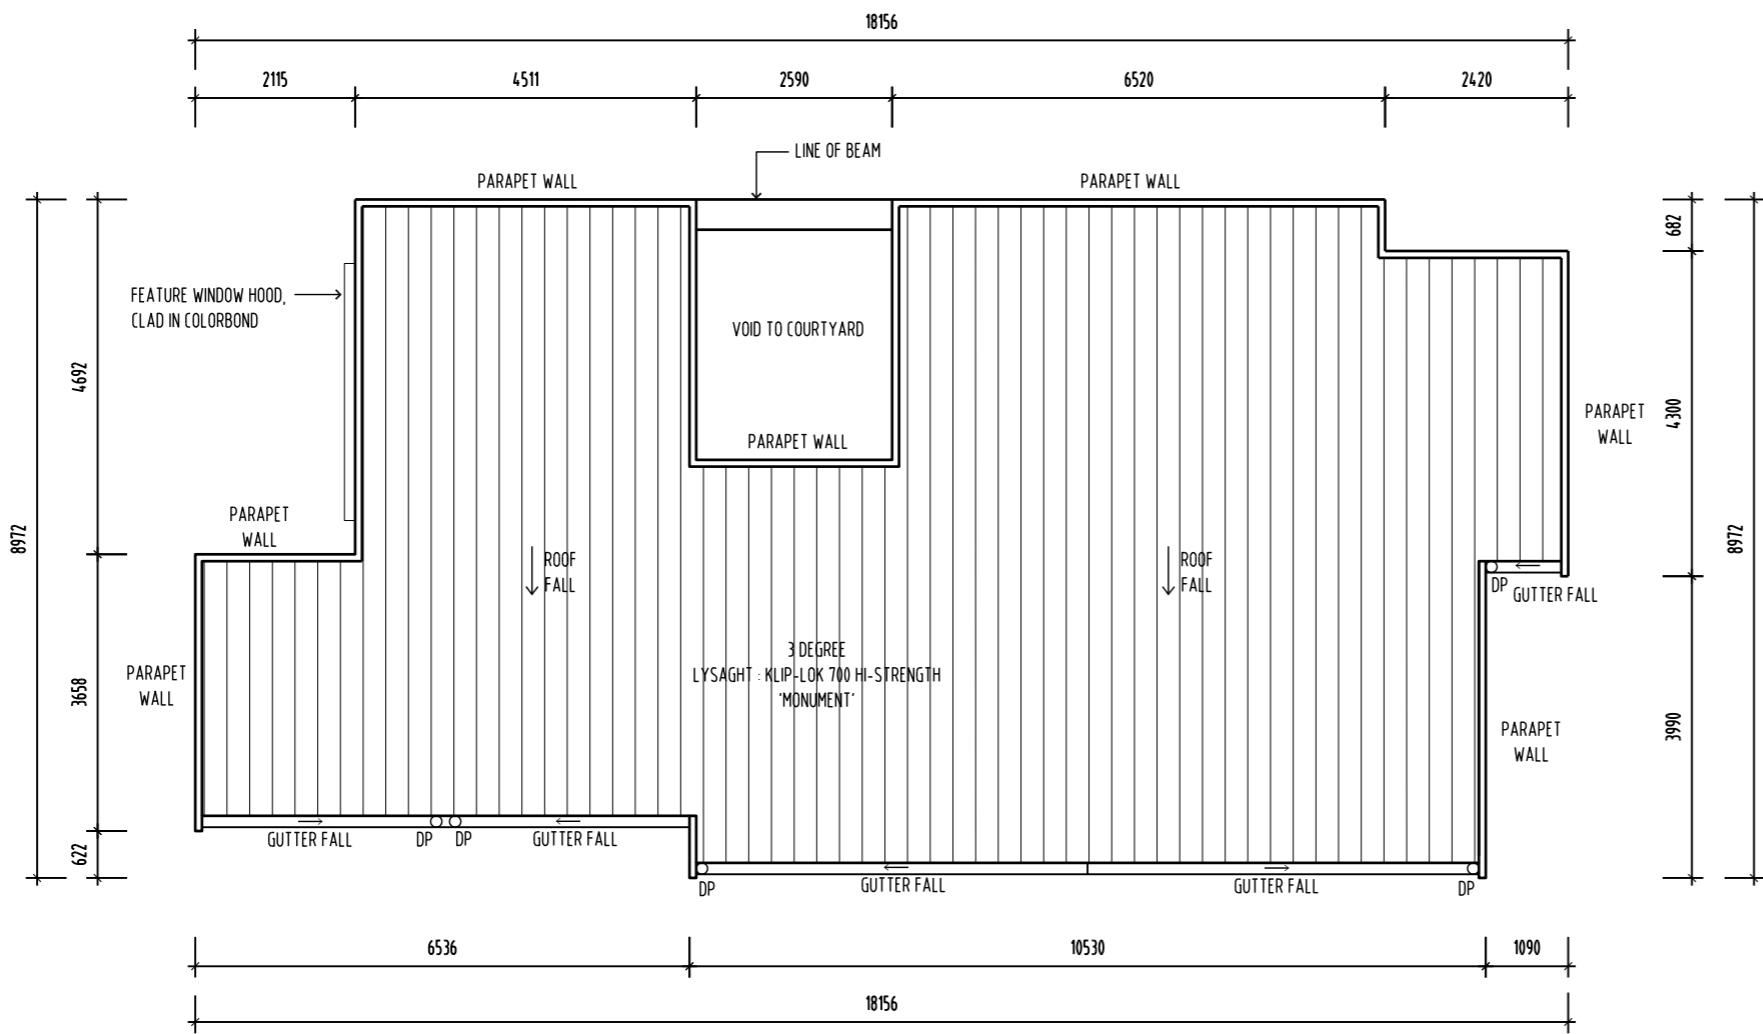 18156
2115
4511
2590
6520
2420
LINE OF BEAM
PARAPET WALL
PARAPET WALL
682
FEATURE WINDOW HOOD,
CLAD IN COLORBOND
VOID TO COURTYARD
4692
4300
PARAPET
WALL
PARAPET WALL
8972
PARAPET
WALL
8972
ROOF
FALL
ROOF
FALL
DP
GUTTER FALL
3 DEGREE
LYSAGHT : KLIP-LOK 700 HI-STRENGTH
'MONUMENT'
PARAPET
WALL
3658
3990
PARAPET
WALL
622
GUTTER FALL
DP
DP
GUTTER FALL
DP
GUTTER FALL
GUTTER FALL
DP
6536
10530
1090
18156